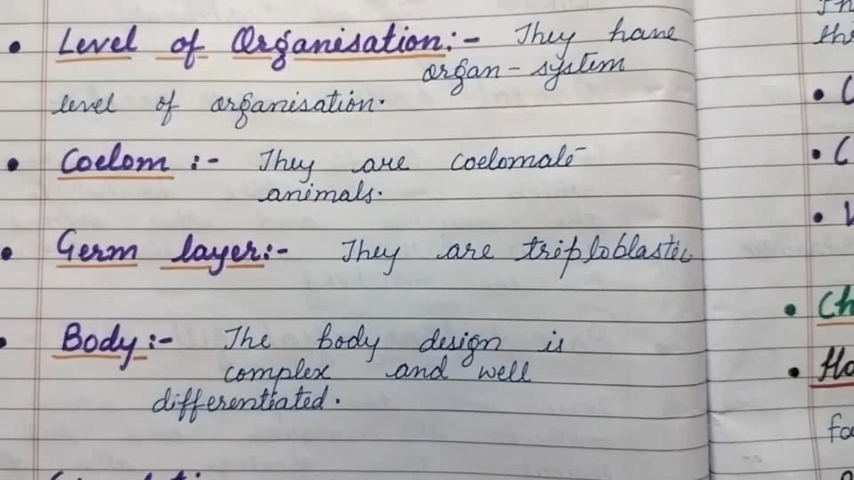 • Level of Organisation:- They have
organ-system
level of organisation.
• Coelom :- They are coelomate
animals.
• Germ layer:- They are triploblastic
• Body:- The body design is
complex and well
differentiated.